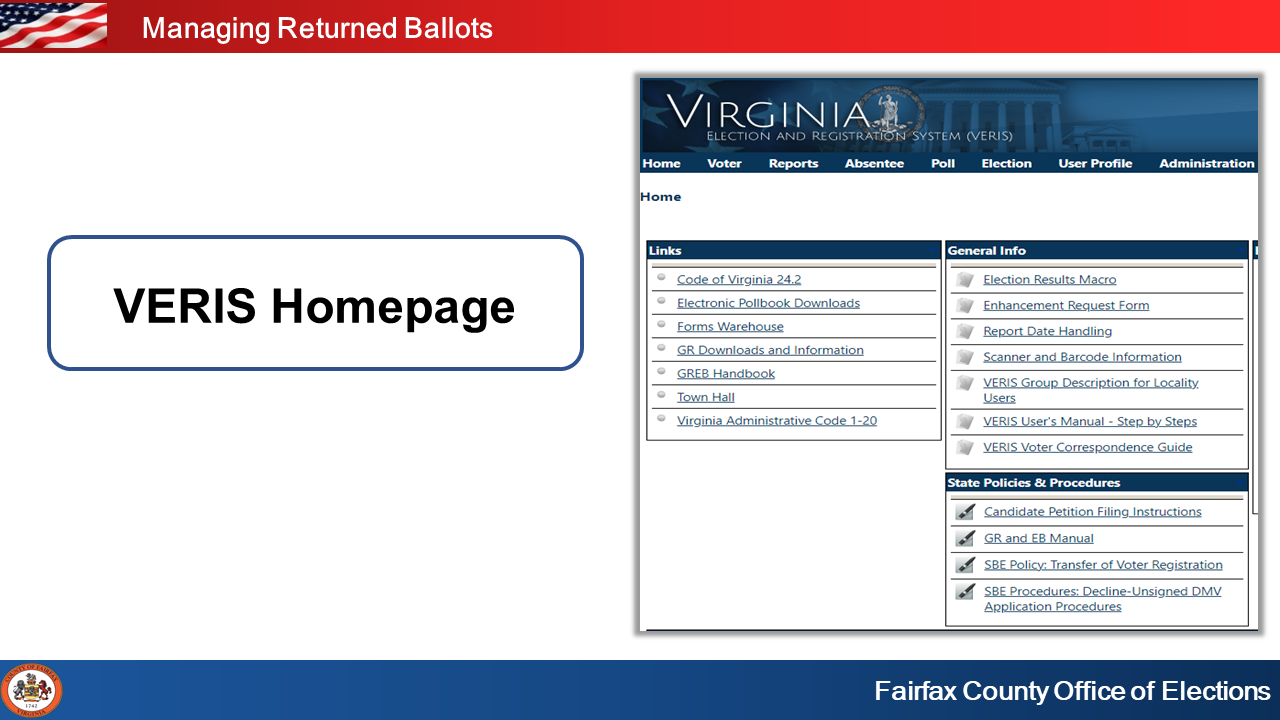 Managing Returned Ballots
VERIS Homepage
VIRGINIA
ELECTION AND REGISTRATION SYSTEM (VERIS)
Home Voter Reports Absentee Poll Election User Profile Administration
Home
Links
Code of Virginia 24.2
Electronic Pollbook Downloads
Forms Warehouse
GR Downloads and Information
GREB Handbook
Town Hall
Virginia Administrative Code 1-20
General Info
Election Results Macro
Enhancement Request Form
Report Date Handling
Scanner and Barcode Information
VERIS Group Description for Locality
Users
VERIS User's Manual - Step by Steps
VERIS Voter Correspondence Guide
State Policies & Procedures
Candidate Petition Filing Instructions
GR and EB Manual
SBE Policy: Transfer of Voter Registration
SBE Procedures: Decline-Unsigned DMV
Application Procedures
COUNTY OF FAIRFAX
1742
VIRGINIA
Fairfax County Office of Elections